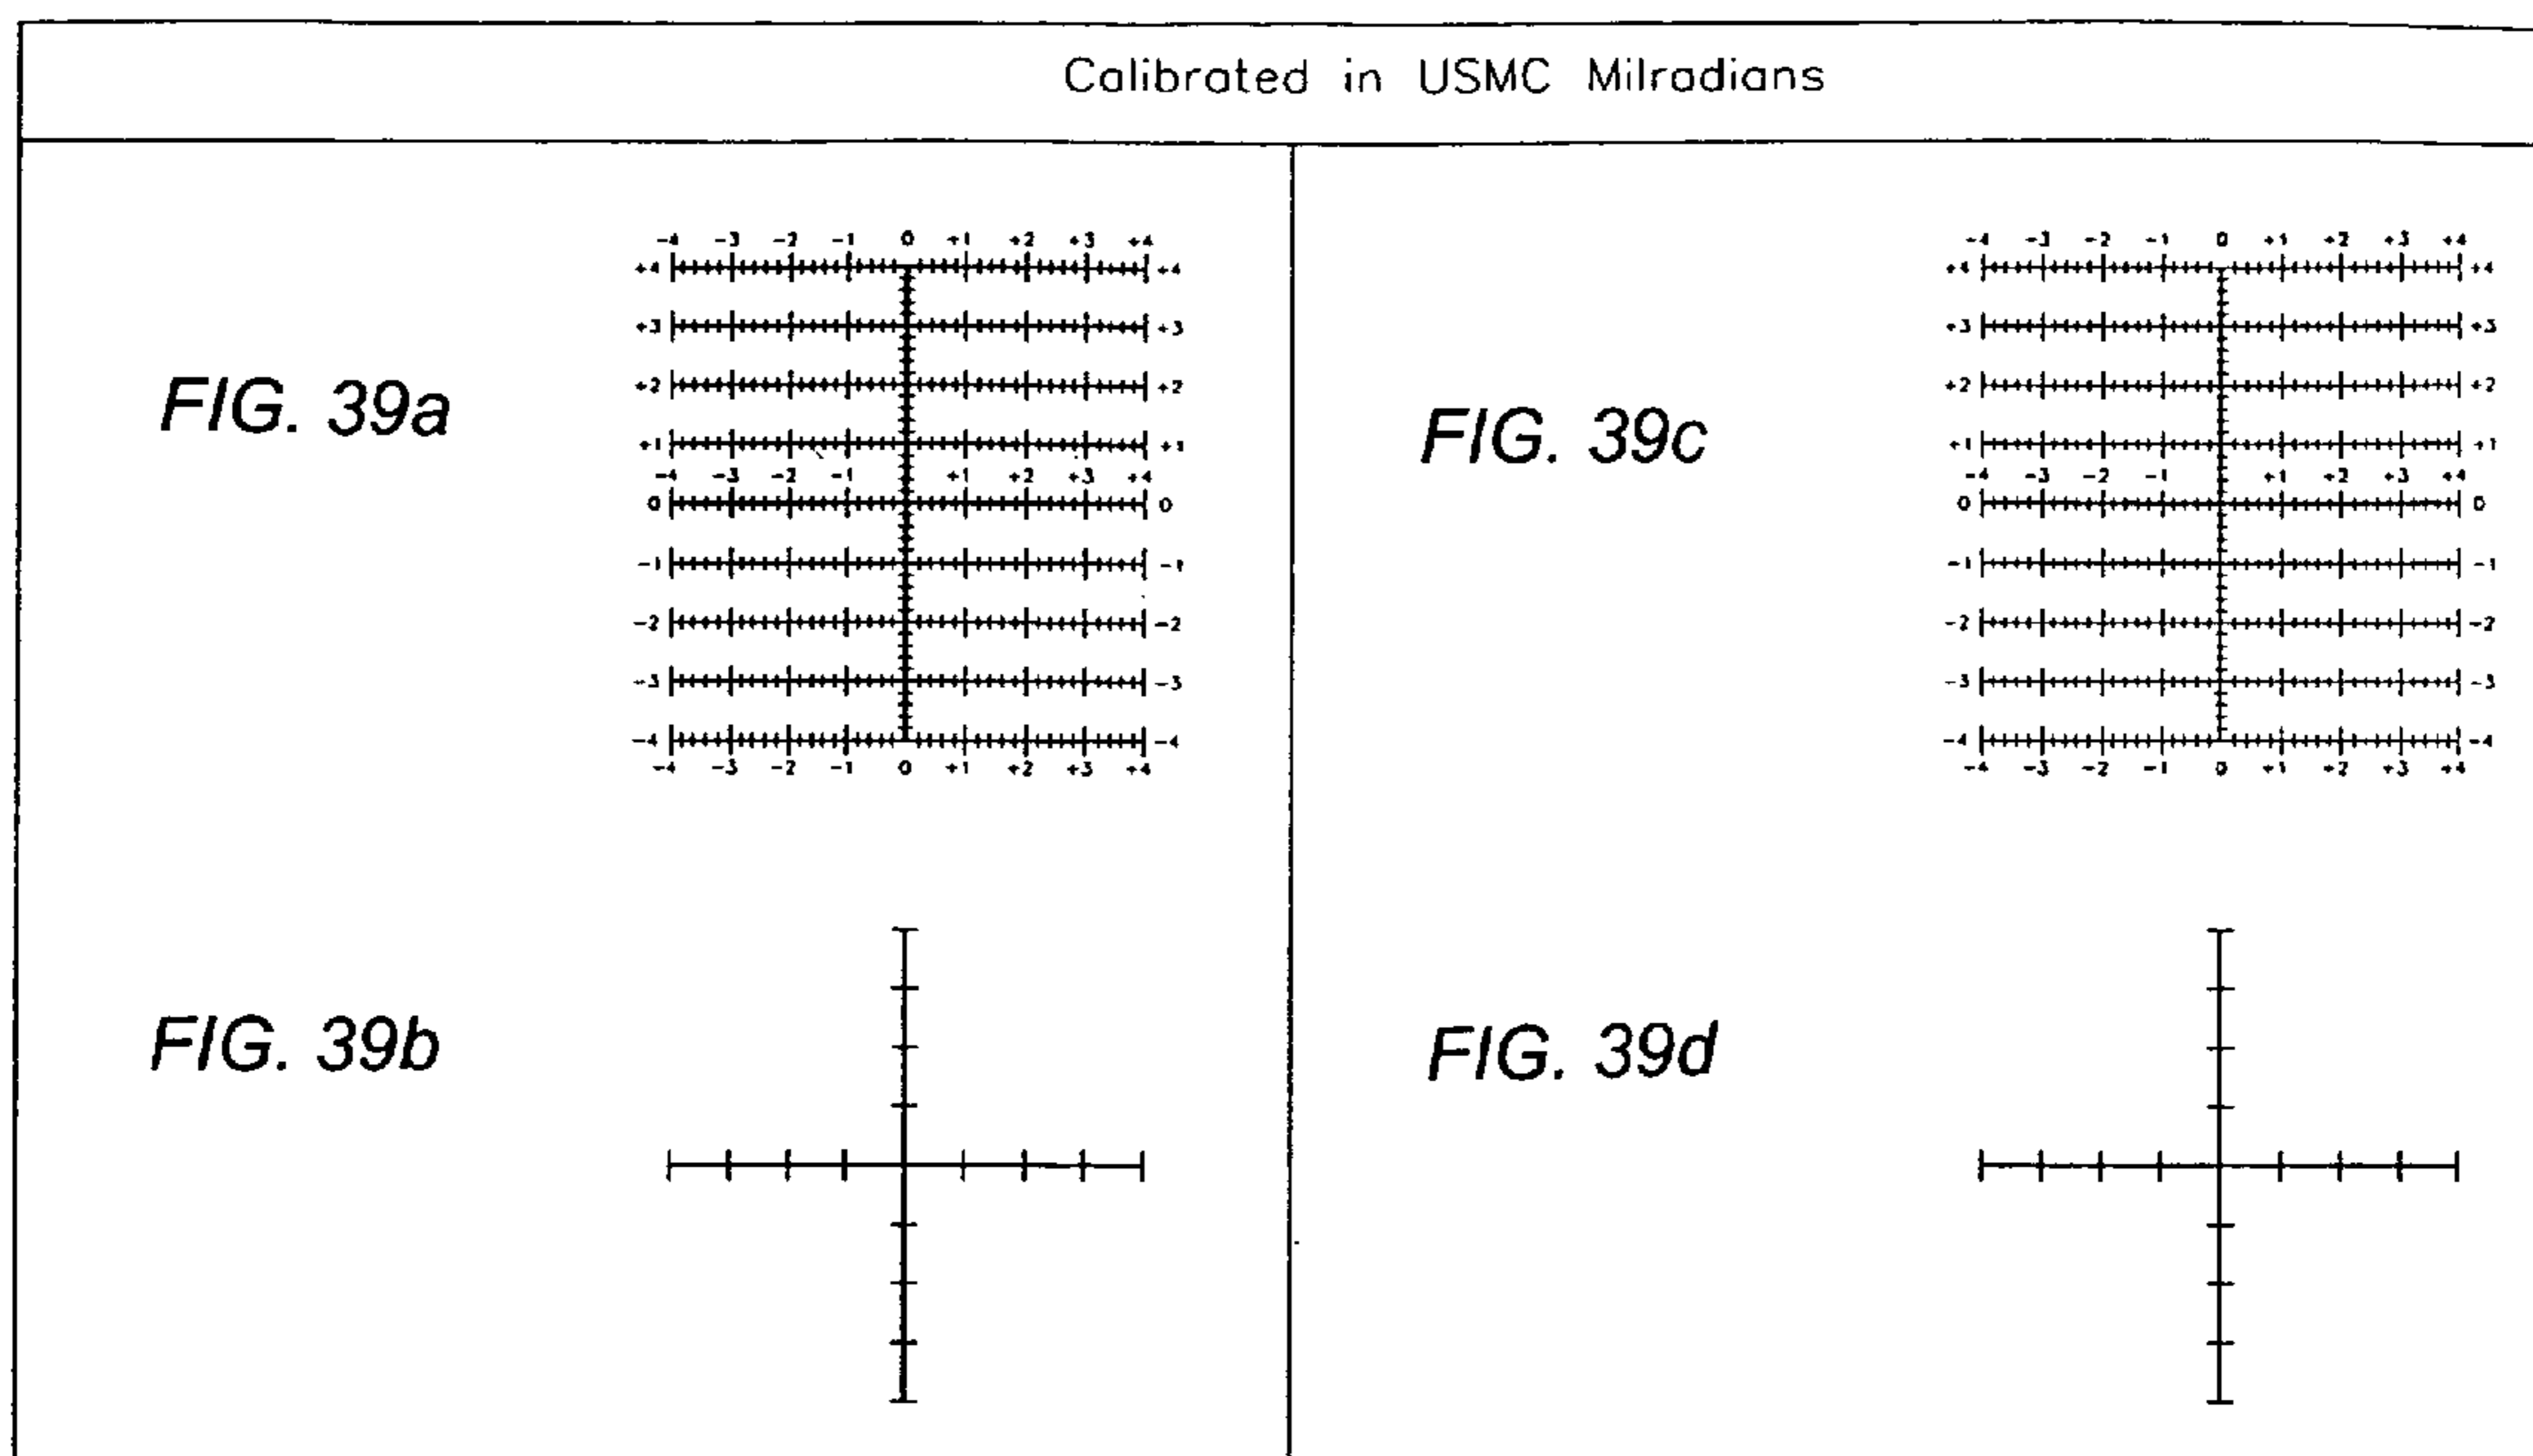 Calibrated in USMC Milradians
FIG. 39a
-4 -3 -2 -1 0 +1 +2 +3 +4
+4 +4
+3 +3
+2 +2
+1 +1
-4 -3 -2 -1 +1 +2 +3 +4
0 0
-1 -1
-2 -2
+3 -3
-4 -4
-4 -3 -2 -1 0 +1 +2 +3 +4
FIG. 39c
-4 -3 -2 -1 0 +1 +2 +3 +4
+4 +4
+3 +3
+2 +2
+1 +1
-4 -3 -2 -1 +1 +2 +3 +4
0 0
-1 -1
-2 -2
-3 -3
-4 -4
-4 -3 -2 -1 0 +1 +2 +3 +4
FIG. 39b
FIG. 39d